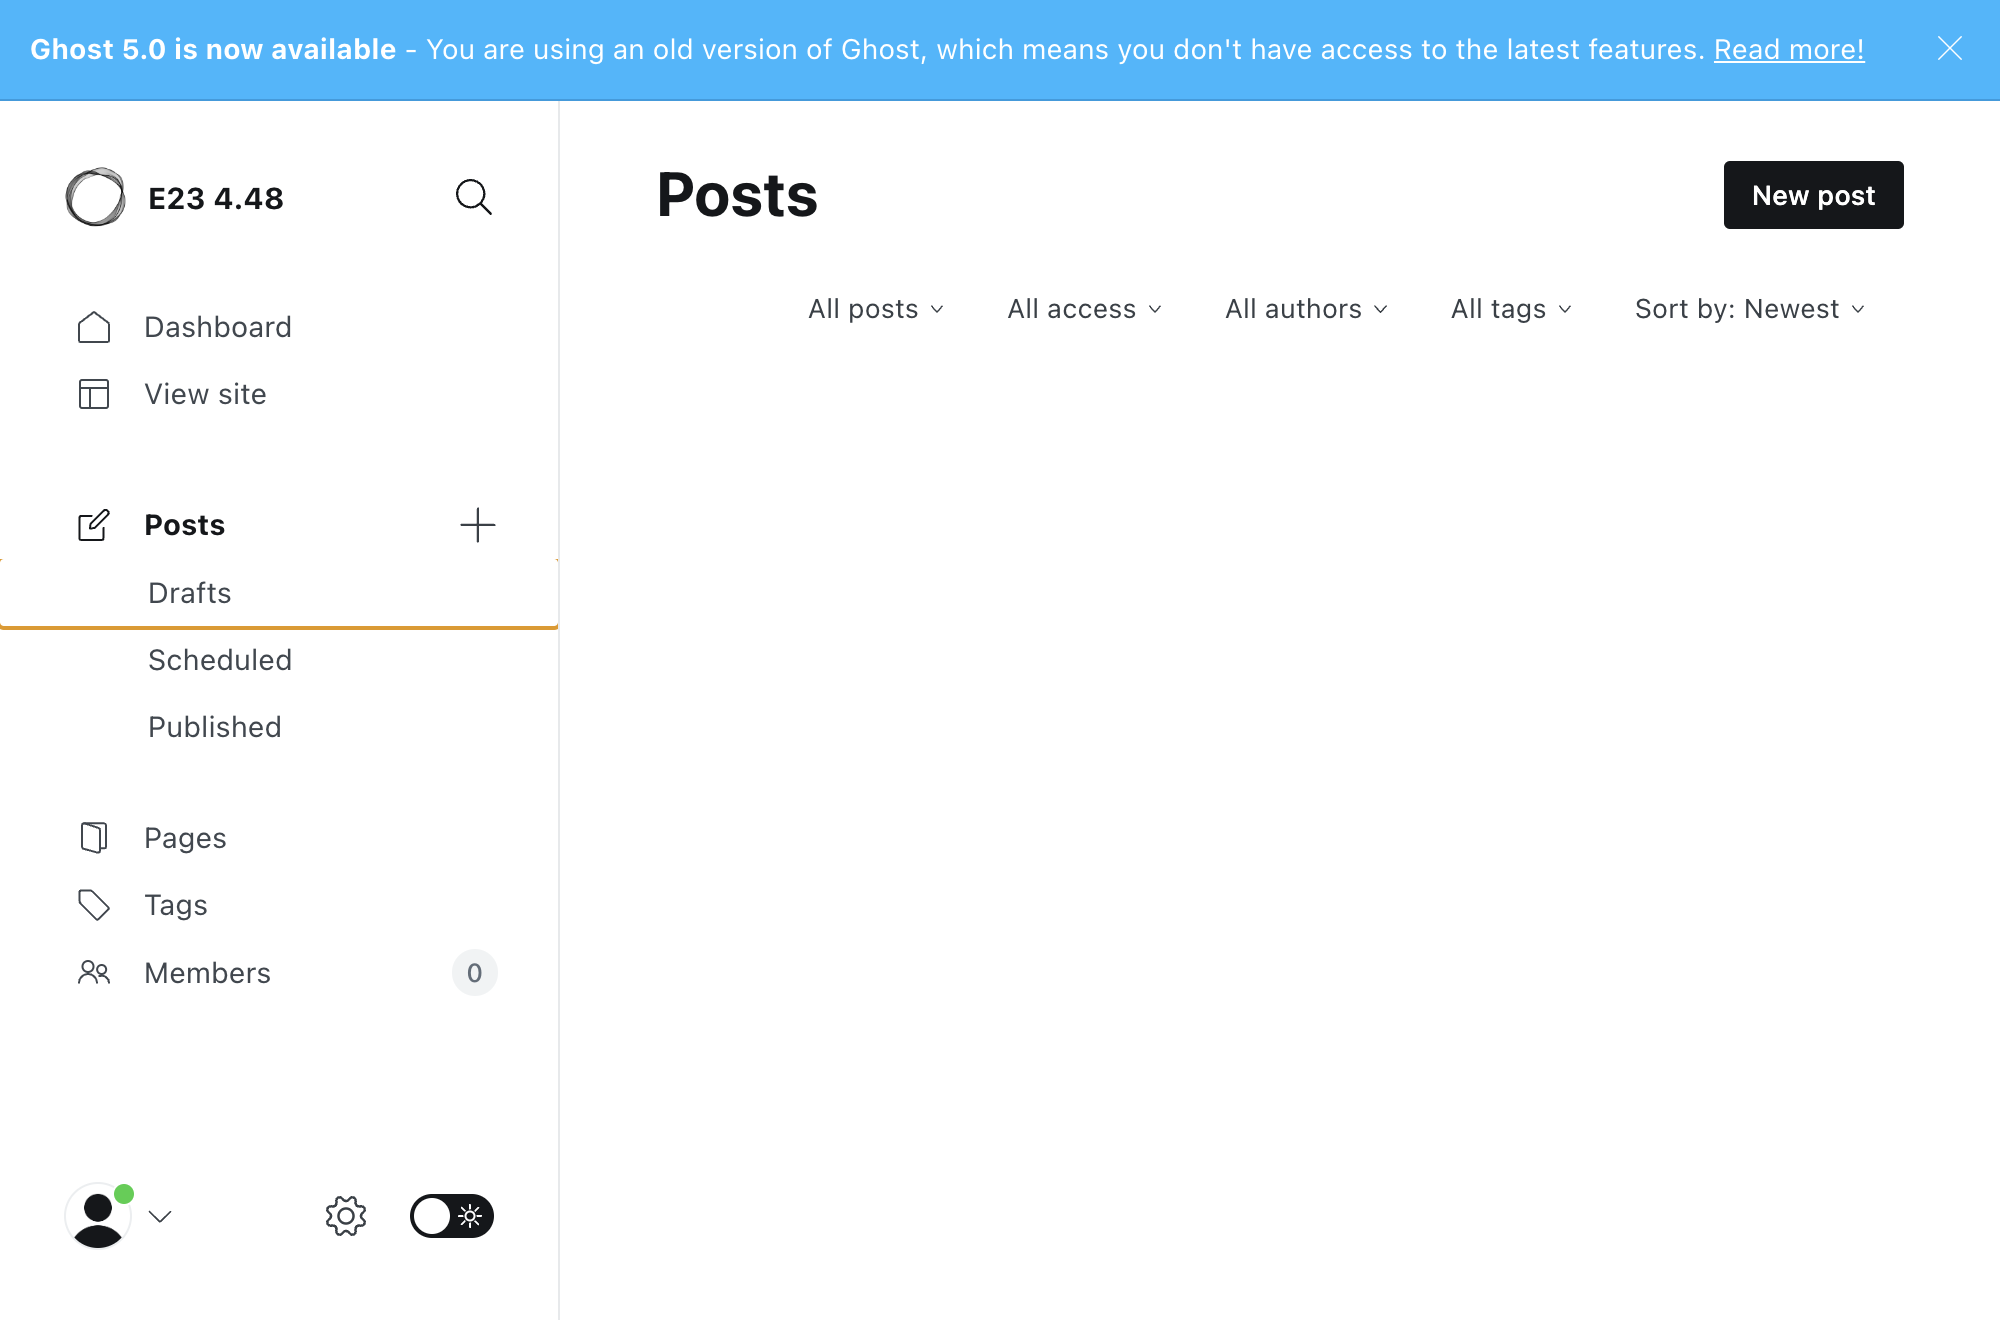 Ghost 5.0 is now available - You are using an old version of Ghost, which means you don't have access to the latest features. Read more!
E23 4.48
Dashboard
View site
Posts
Drafts
Scheduled
Published
Pages
Tags
Members 0
Posts
New post
All posts All access All authors All tags Sort by: Newest